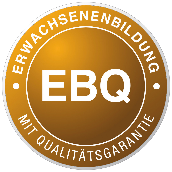 • ERWACHSENENBILDUNG •
EBQ
MIT QUALITÄTSGARANTIE